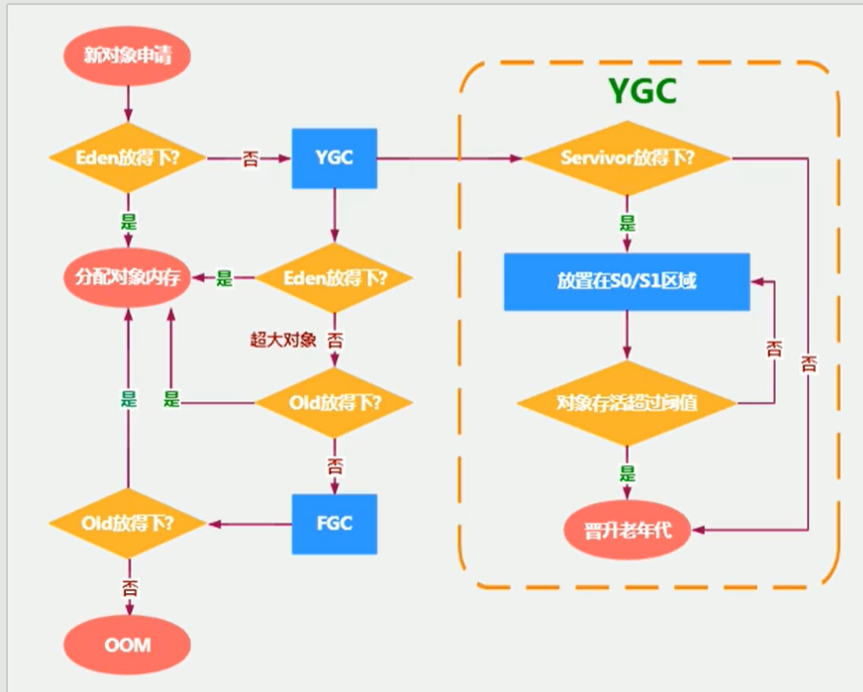 新对象申请
YGC
Eden放得下?
否
YGC
Servivor放得下?
是
是
分配对象内存
是
Eden放得下?
放置在S0/S1区域
超大对象
否
否
否
是
是
Old放得下?
对象存活超过阈值
否
是
Old放得下?
FGC
晋升老年代
否
OOM